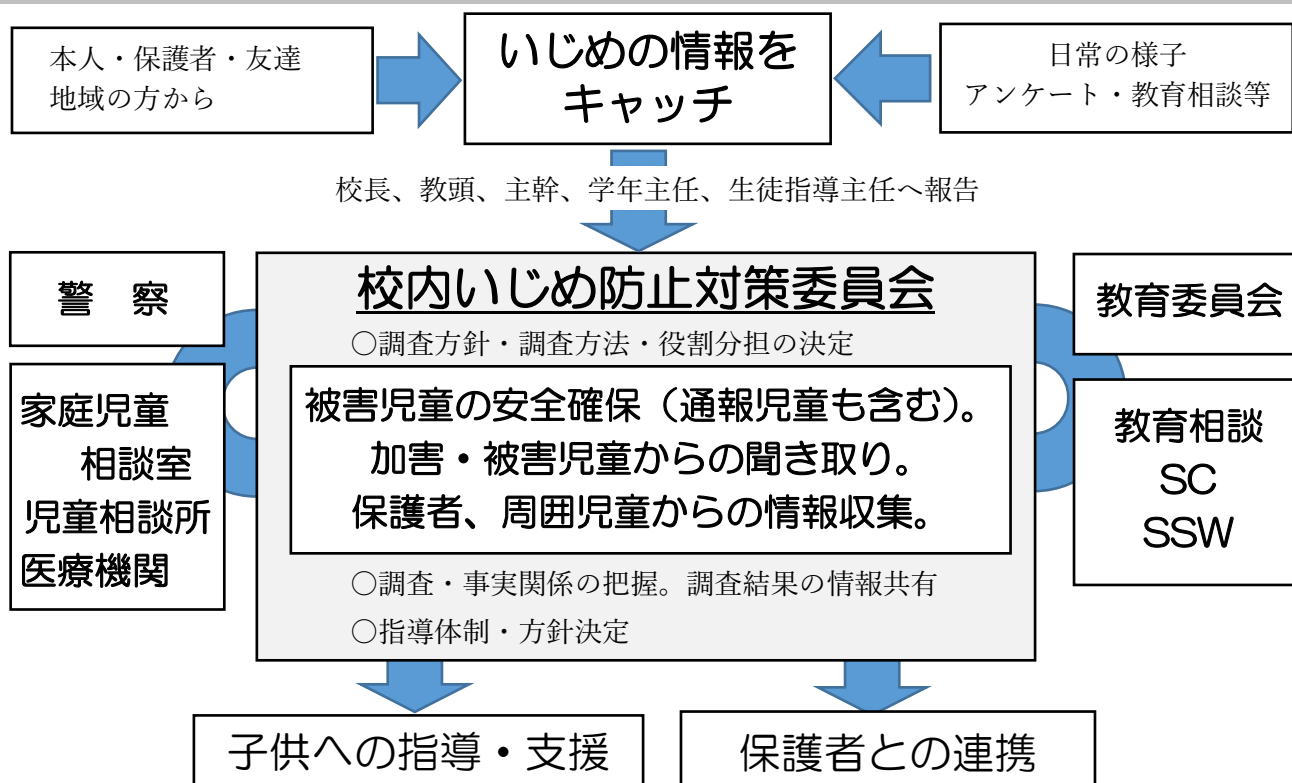 本人・保護者・友達
地域の方から
いじめの情報を
キャッチ
日常の様子
アンケート・教育相談等
校長、教頭、主幹、学年主任、生徒指導主任へ報告
警　察
家庭児童
相談室
児童相談所
医療機関
校内いじめ防止対策委員会
○調査方針・調査方法・役割分担の決定
被害児童の安全確保（通報児童も含む）。
加害・被害児童からの聞き取り。
保護者、周囲児童からの情報収集。
○調査・事実関係の把握。調査結果の情報共有
○指導体制・方針決定
教育委員会
教育相談
SC
SSW
子供への指導・支援
保護者との連携